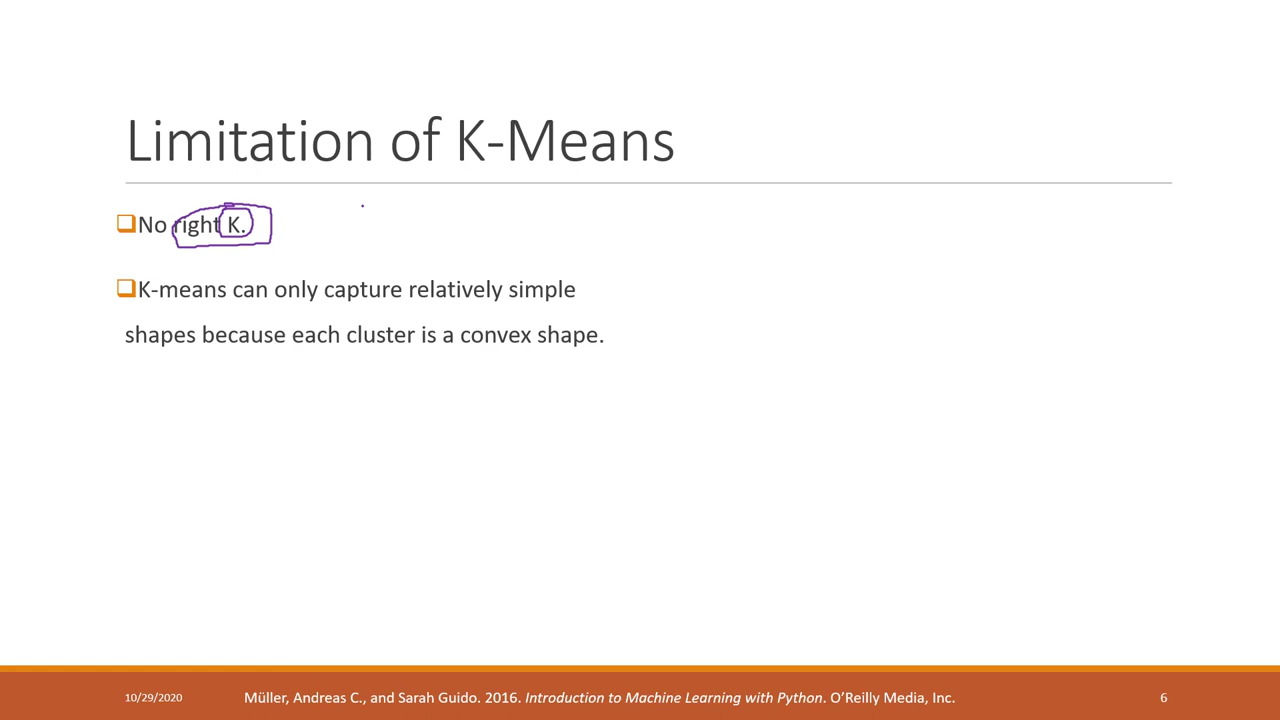 Limitation of K-Means
No right K.
K-means can only capture relatively simple
shapes because each cluster is a convex shape.
10/29/2020 Müller, Andreas C., and Sarah Guido. 2016. Introduction to Machine Learning with Python. O’Reilly Media, Inc. 6